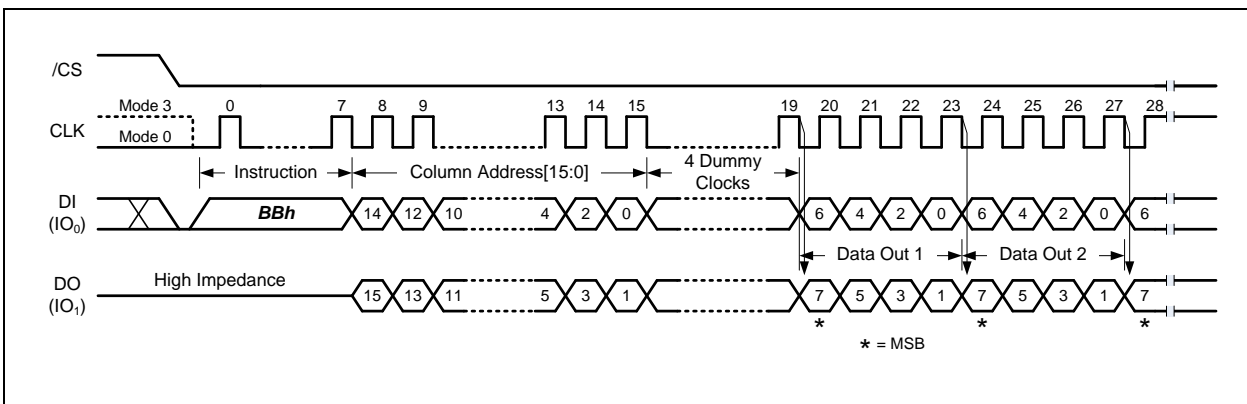 /CS
Mode 3 0 7 8 9 13 14 15 19 20 21 22 23 24 25 26 27 28
CLK
Mode 0
Instruction Column Address[15:0] 4 Dummy
Clocks
DI
(IO₀)
BBh 14 12 10 4 2 0 6 4 2 0 6 4 2 0 6
Data Out 1 Data Out 2
DO
(IO₁)
High Impedance
15 13 11 5 3 1 7 5 3 1 7 5 3 1 7
* * *
* = MSB